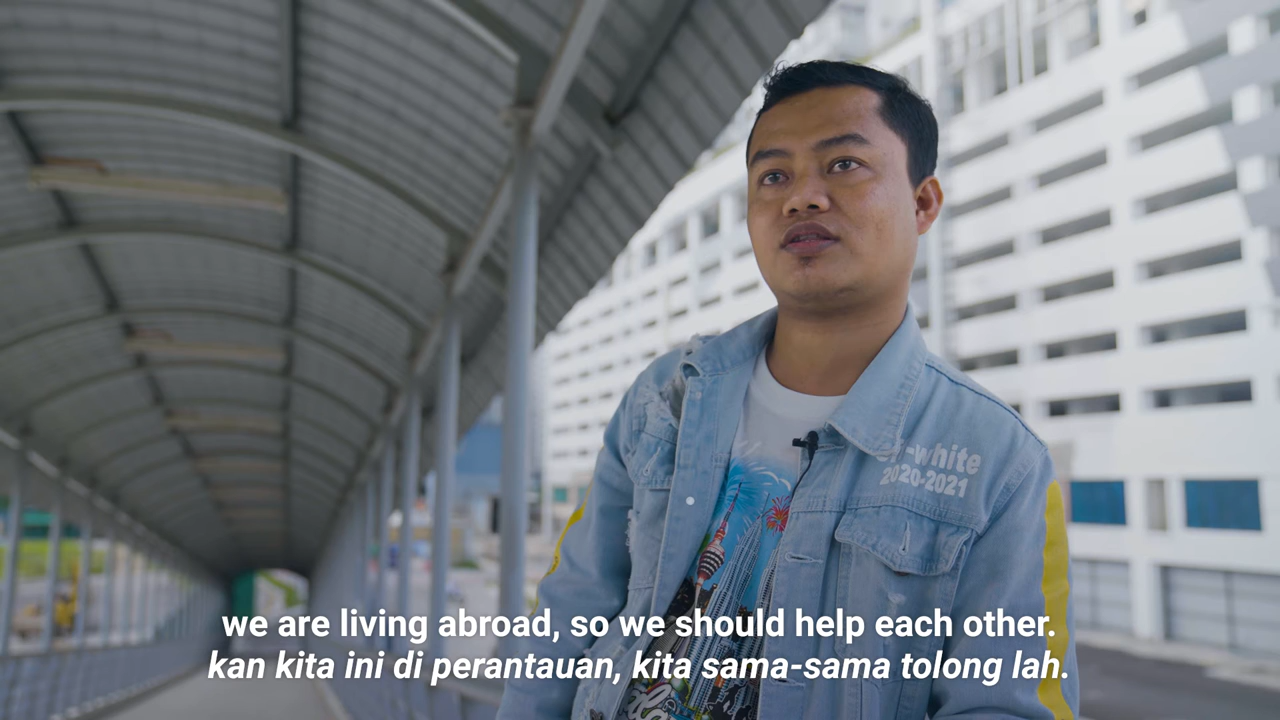 -white
2020-2021
we are living abroad, so we should help each other.
kan kita ini di perantauan, kita sama-sama tolong lah.